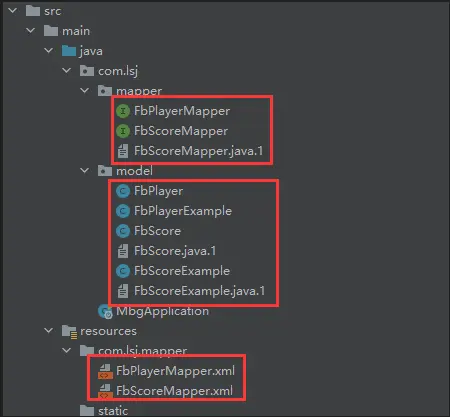 src
main
java
com.lsj
mapper
FbPlayerMapper
FbScoreMapper
FbScoreMapper.java.1
model
FbPlayer
FbPlayerExample
FbScore
FbScore.java.1
FbScoreExample
FbScoreExample.java.1
MbgApplication
resources
com.lsj.mapper
FbPlayerMapper.xml
FbScoreMapper.xml
static